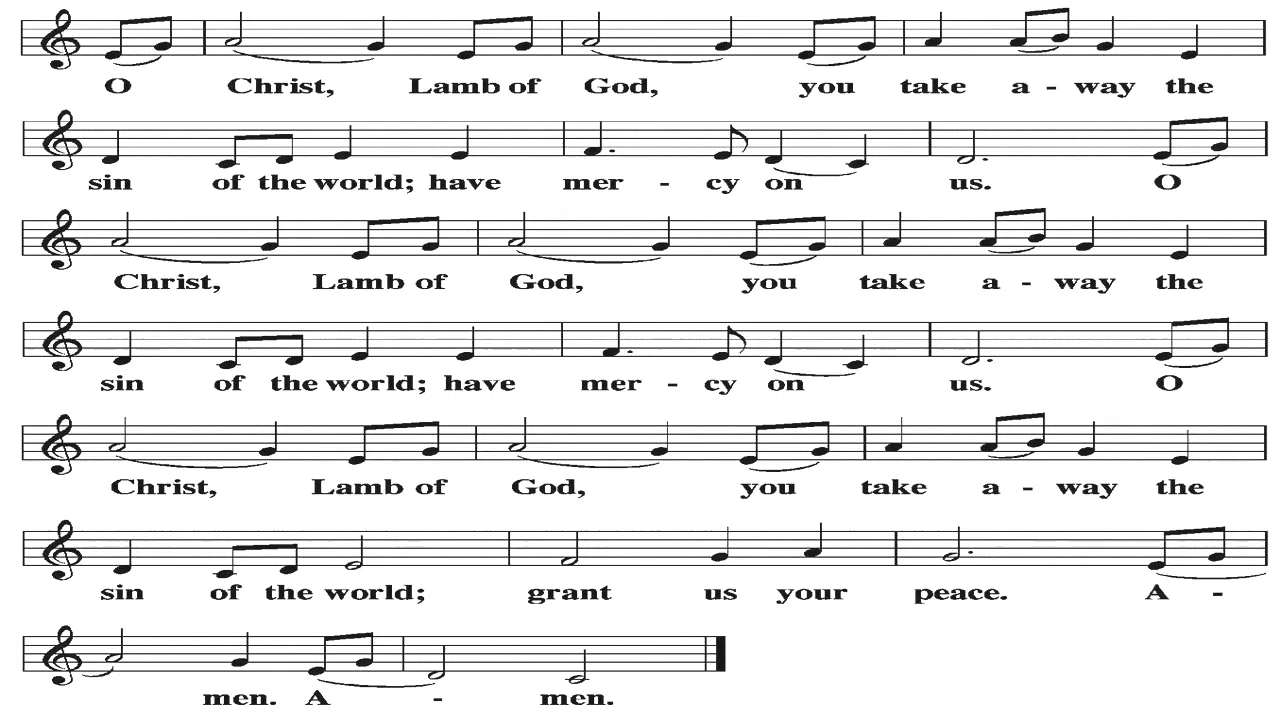 O Christ, Lamb of God, you take a - way the
sin of the world; have mer - cy on us. O
Christ, Lamb of God, you take a - way the
sin of the world; have mer - cy on us. O
Christ, Lamb of God, you take a - way the
sin of the world; grant us your peace. A -
men. A - men.